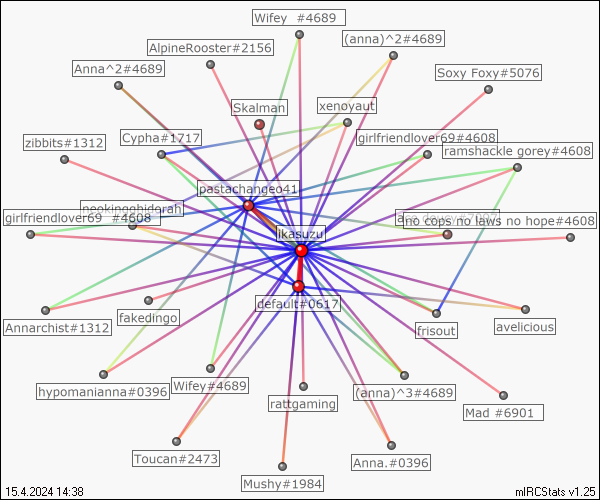 Wifey #4689
(anna)^2#4689
AlpineRooster#2156
Anna^2#4689
Soxy Foxy#5076
Skalman
xenoyaut
zibbits#1312
Cypha#1717
girlfriendlover69#4608
ramshackle gorey#4608
pastachangeo41
neokingghidorah
girlfriendlover69 #4608
no cops no laws no hope#4608
ikasuzu
default#0617
Annarchist#1312
fakedingo
frisout
avelicious
hypomanianna#0396
Wifey#4689
rattgaming
(anna)^3#4689
Mad #6901
Toucan#2473
Anna.#0396
Mushy#1984
15.4.2024 14:38
mIRCStats v1.25